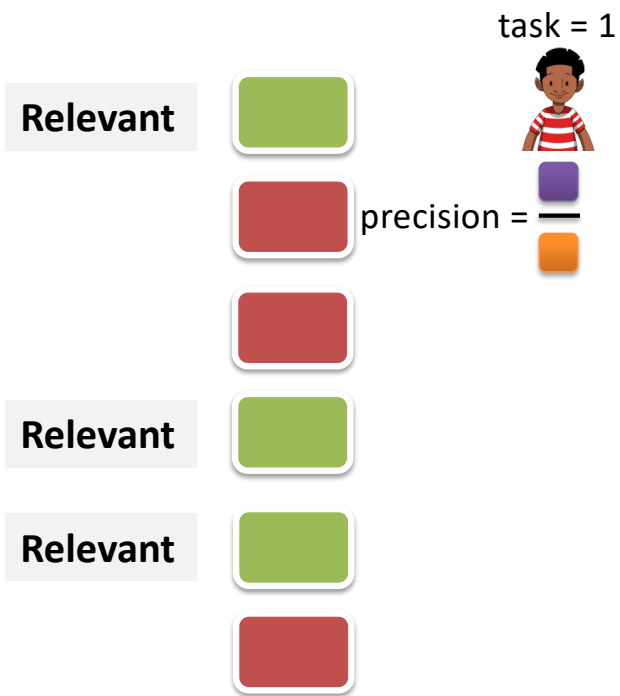 task = 1
Relevant
precision =
Relevant
Relevant